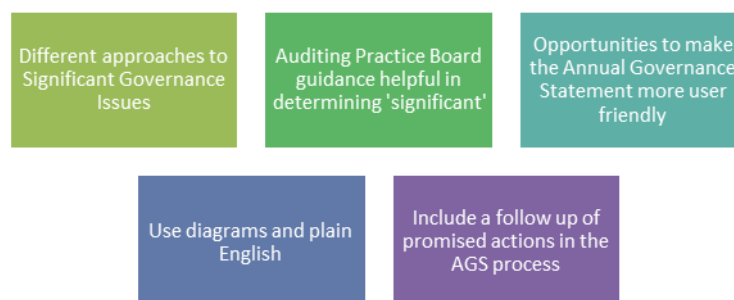 Different approaches to
Significant Governance
Issues
Auditing Practice Board
guidance helpful in
determining 'significant'
Opportunities to make
the Annual Governance
Statement more user
friendly
Use diagrams and plain
English
Include a follow up of
promised actions in the
AGS process